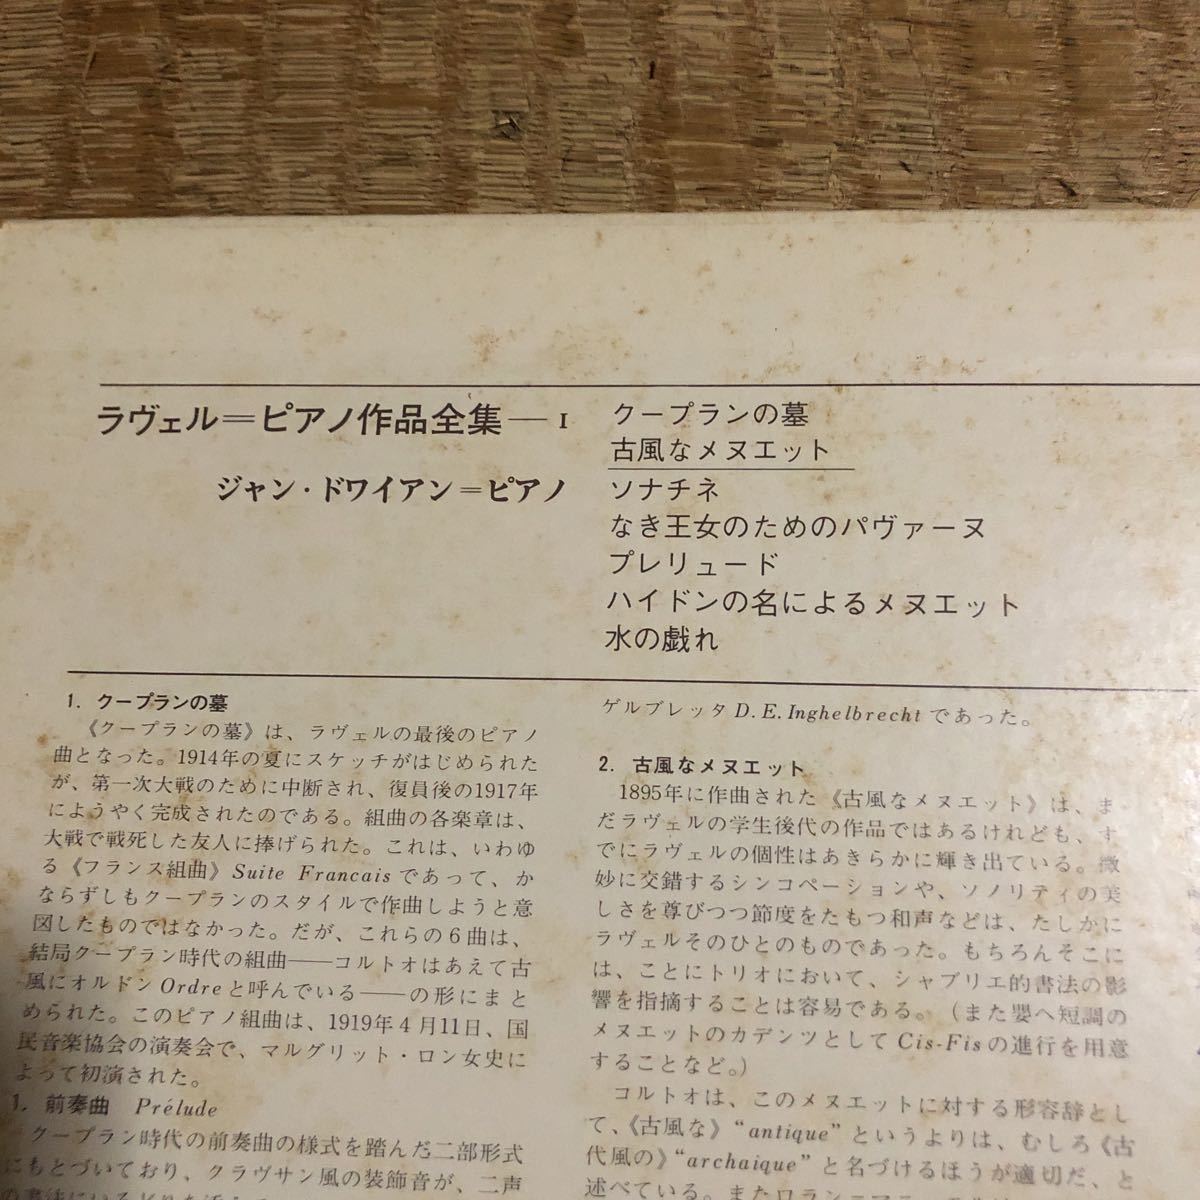 ラヴェル＝ピアノ作品全集—I
ジャン・ドワイアン＝ピアノ
クープランの墓
古風なメヌエット
ソナチネ
なき王女のためのパヴァーヌ
プレリュード
ハイドンの名によるメヌエット
水の戯れ
1. クープランの墓
《クープランの墓》は、ラヴェルの最後のピアノ
曲となった。1914年の夏にスケッチがはじめられた
が、第一次大戦のために中断され、復員後の1917年
にようやく完成されたのである。組曲の各楽章は、
大戦で戦死した友人に捧げられた。これは、いわゆ
る《フランス組曲》Suite Francaisであって、か
ならずしもクープランのスタイルで作曲しようと意
図したものではなかった。だが、これらの6曲は、
結局クープラン時代の組曲——コルトオはあえて古
風にオルドンOrdreと呼んでいる——の形にまと
められた。このピアノ組曲は、1919年4月11日、国
民音楽協会の演奏会で、マルグリット・ロン女史に
よって初演された。
1. 前奏曲 Prélude
クープラン時代の前奏曲の様式を踏んだ二部形式
にもとづいており、クラヴサン風の装飾音が、二声
ゲルブレッタD.E.Inghelbrechtであった。
2. 古風なメヌエット
1895年に作曲された《古風なメヌエット》は、ま
だラヴェルの学生後代の作品ではあるけれども、す
でにラヴェルの個性はあきらかに輝き出ている。微
妙に交錯するシンコペーションや、ソノリティの美
しさを尊びつつ節度をたもつ和声などは、たしかに
ラヴェルそのひとのものであった。もちろんそこに
は、ことにトリオにおいて、シャブリエ的書法の影
響を指摘することは容易である。（また嬰ヘ短調の
メヌエットのカデンツとしてCis-Fisの進行を用意
することなど。）
コルトオは、このメヌエットに対する形容辞とし
て、《古風な》“antique”というよりは、むしろ《古
代風の》“archaique”と名づけるほうが適切だ、と
述べている。また